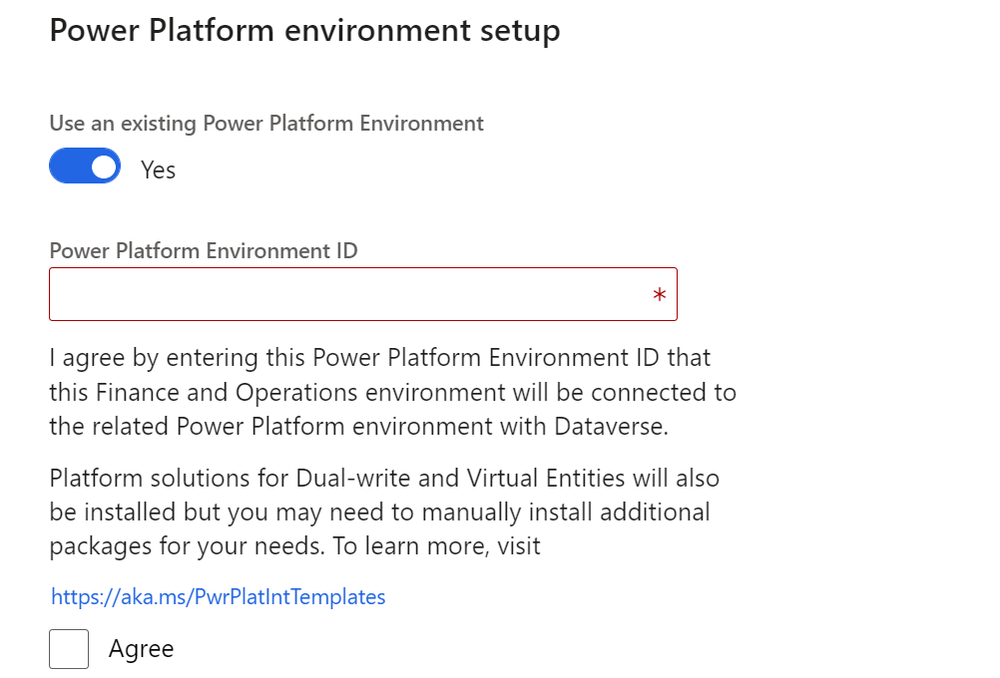 Power Platform environment setup
Use an existing Power Platform Environment
Yes
Power Platform Environment ID
*
I agree by entering this Power Platform Environment ID that
this Finance and Operations environment will be connected to
the related Power Platform environment with Dataverse.
Platform solutions for Dual-write and Virtual Entities will also
be installed but you may need to manually install additional
packages for your needs. To learn more, visit
https://aka.ms/PwrPlatIntTemplates
Agree